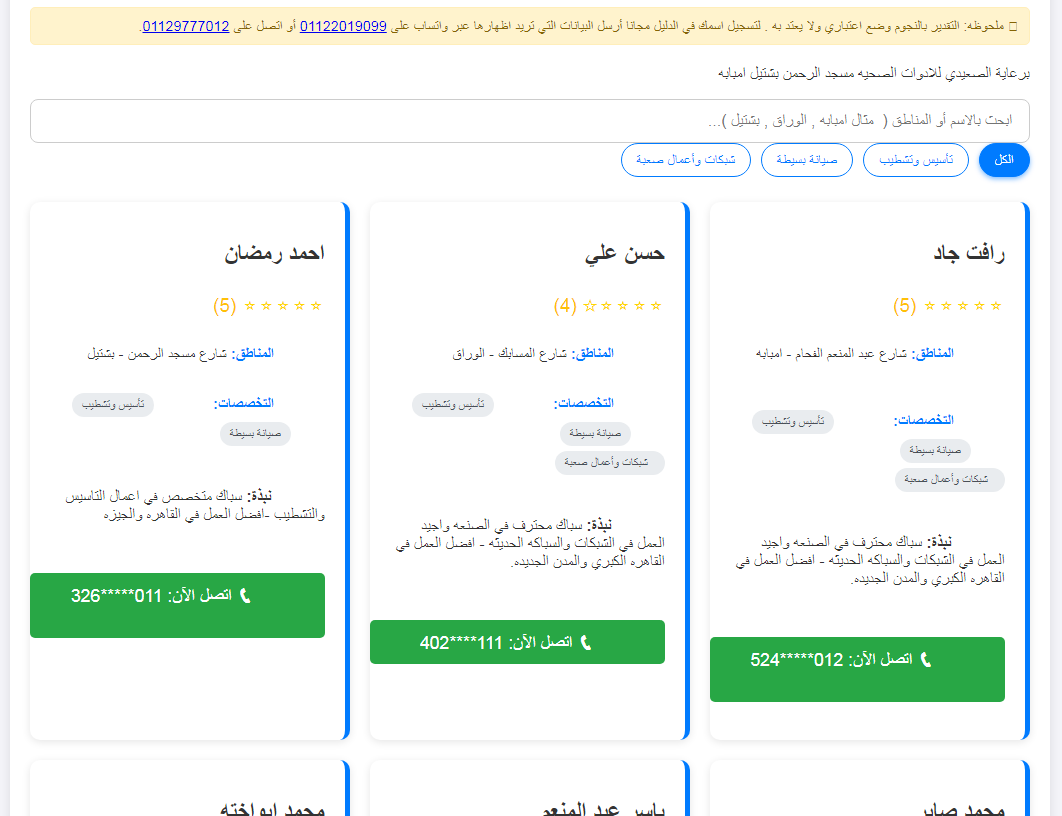 ملحوظه: التقدير بالنجوم وضع اعتباري ولا يعتد به . لتسجيل اسمك في الدليل مجانا أرسل البيانات التي تريد اظهارها عبر واتساب على 01122019099 أو اتصل على 01129777012.
برعاية الصعيدي للادوات الصحيه مسجد الرحمن بشتيل امبابه
ابحث بالاسم أو المناطق ( مثال امبابه , الوراق , بشتيل )...
الكل
تأسيس وتشطيب
صيانة بسيطة
شبكات وأعمال صعبة
رافت جاد
★ ★ ★ ★ ★ (5)
المناطق: شارع عبد المنعم الفحام - امبابه
التخصصات: تأسيس وتشطيب
صيانة بسيطة
شبكات وأعمال صعبة
نبذة: سباك محترف في الصنعه واجيد
العمل في الشبكات والسباكه الحديثه - افضل العمل في
القاهره الكبري والمدن الجديده.
اتصل الآن: 012*****524
حسن علي
★ ★ ★ ★ ☆ (4)
المناطق: شارع المسابك - الوراق
التخصصات: تأسيس وتشطيب
صيانة بسيطة
شبكات وأعمال صعبة
نبذة: سباك محترف في الصنعه واجيد
العمل في الشبكات والسباكه الحديثه - افضل العمل في
القاهره الكبري والمدن الجديده.
اتصل الآن: 111****402
احمد رمضان
★ ★ ★ ★ ★ (5)
المناطق: شارع مسجد الرحمن - بشتيل
التخصصات: تأسيس وتشطيب
صيانة بسيطة
نبذة: سباك متخصص في اعمال التاسيس
والتشطيب -افضل العمل في القاهره والجيزه
اتصل الآن: 011*****326
محمد صابر
ياسر عبد المنعم
محمد ابو اخته